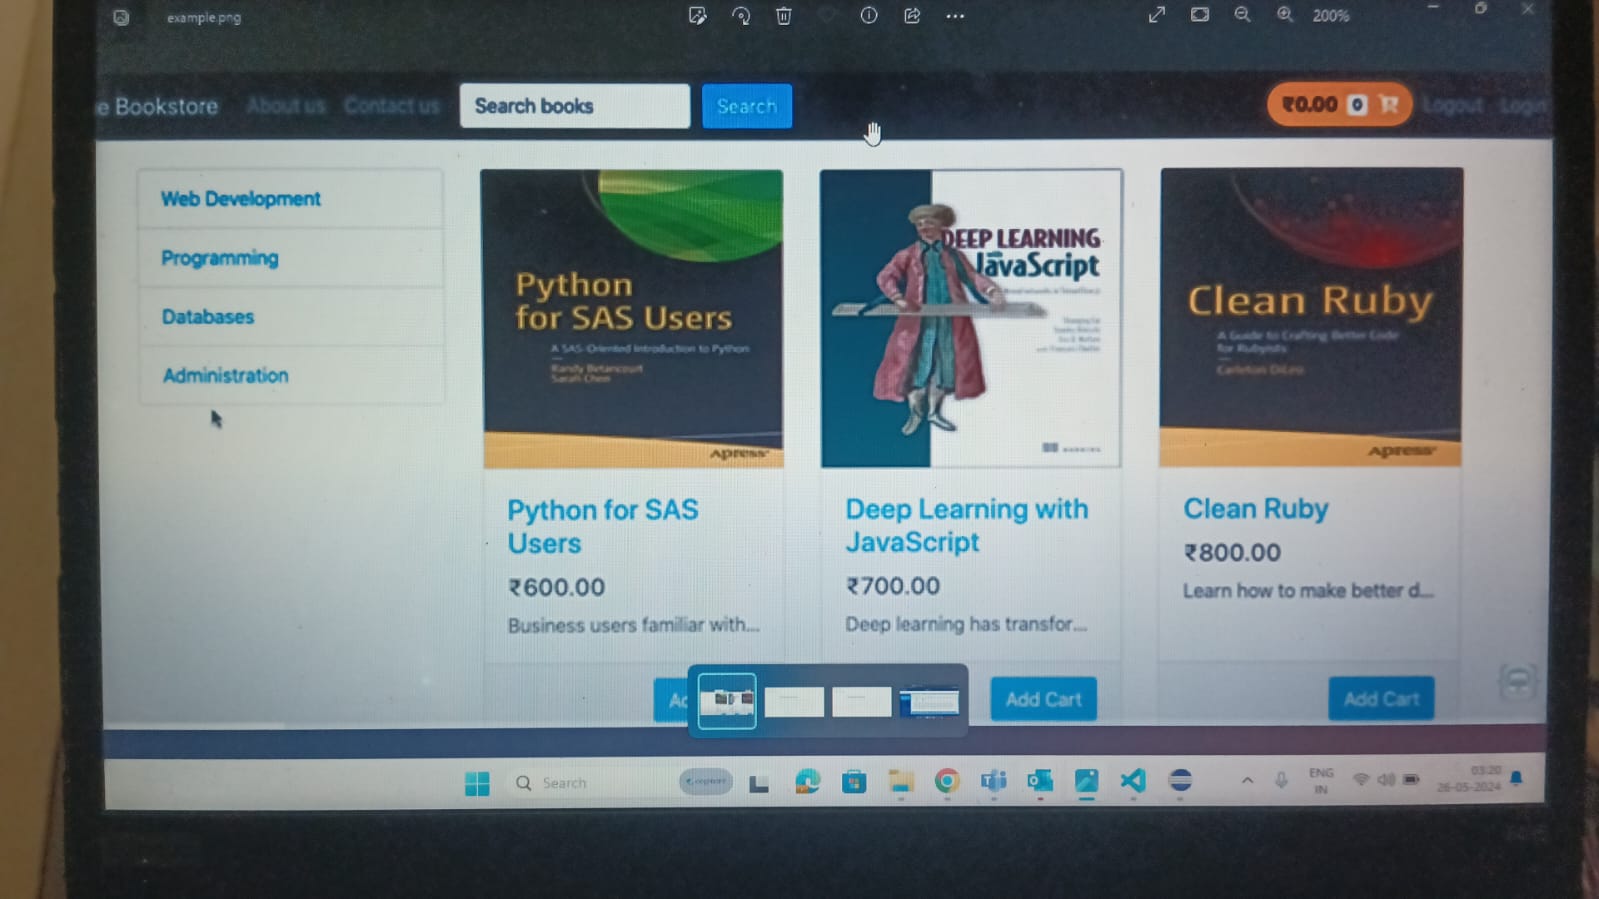 example.png
200%
e Bookstore About us Contact us Search books Search ₹0.00 0 Logout Login
Web Development
Programming
Databases
Administration
Python
for SAS Users
A SAS-Oriented Introduction to Python
Randy Betancourt
Sarah Chen
Apress
Python for SAS
Users
₹600.00
Business users familiar with...
DEEP LEARNING
with
JavaScript
MANNING
Deep Learning with
JavaScript
₹700.00
Deep learning has transfor...
Add Cart
Clean Ruby
A Guide to Crafting Better Code
for Rubyists
Carleton DiLeo
Apress
Clean Ruby
₹800.00
Learn how to make better d...
Add Cart
Search
ENG
IN
03:20
26-05-2024